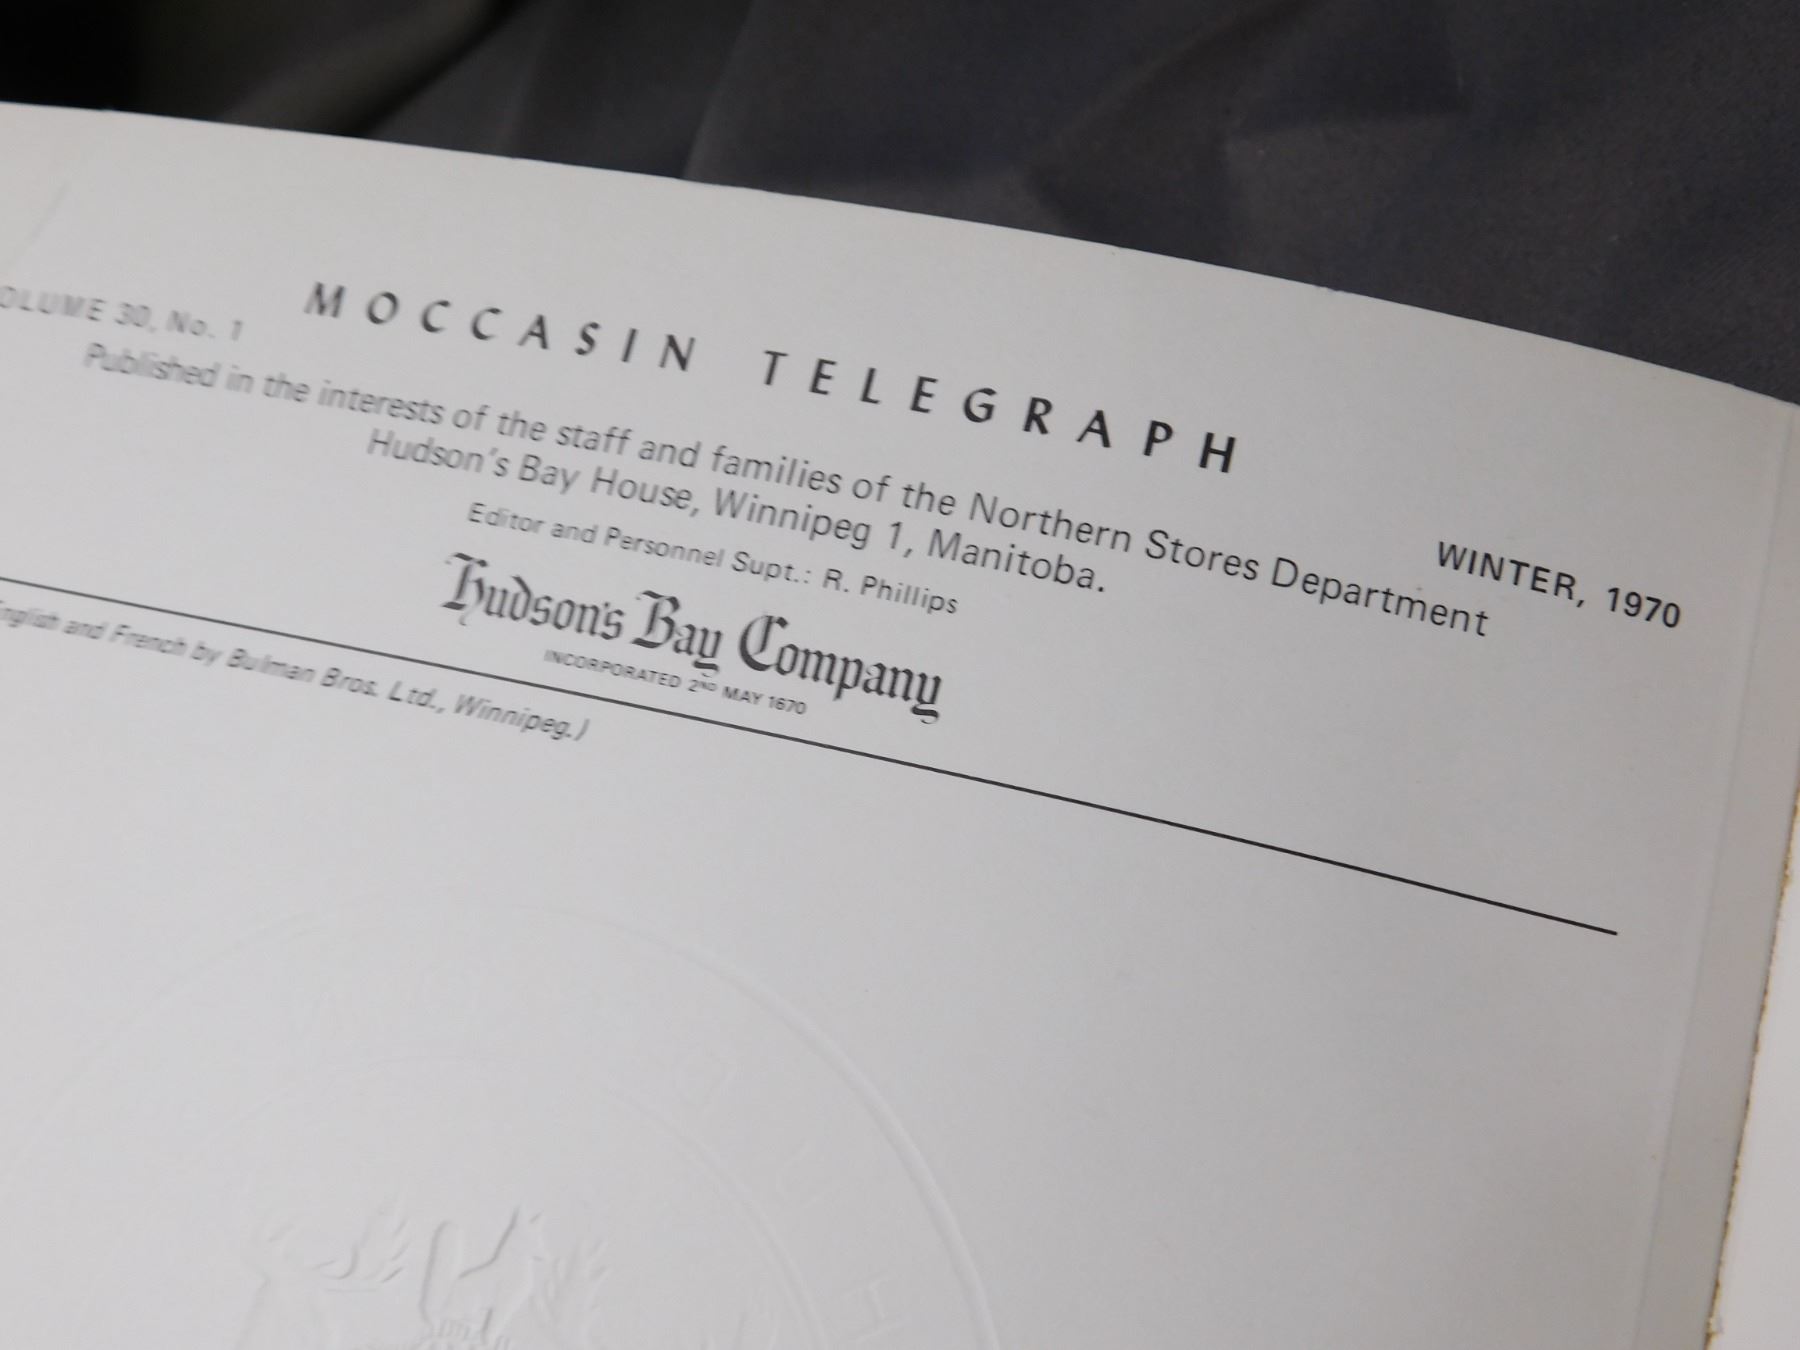 MOCCASIN TELEGRAPH
OLUME 30, No. 1 WINTER, 1970
Published in the interests of the staff and families of the Northern Stores Department
Hudson's Bay House, Winnipeg 1, Manitoba.
Editor and Personnel Supt.: R. Phillips
Hudson's Bay Company
INCORPORATED 2ND MAY 1670
English and French by Bulman Bros. Ltd., Winnipeg.)